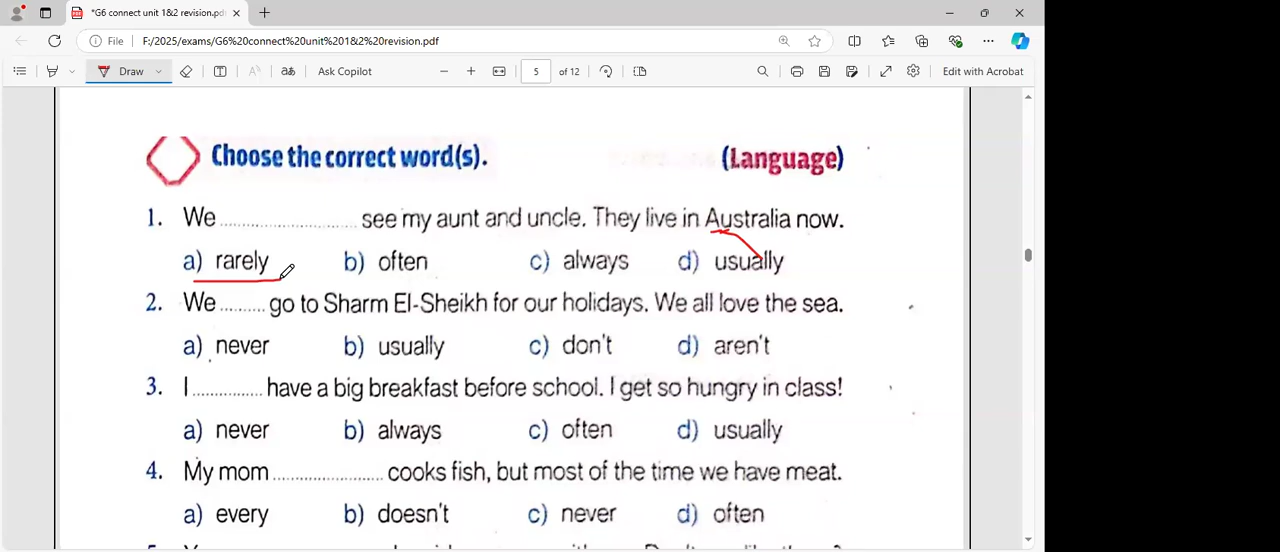 *G6 connect unit 1&2 revision.pdf
File F:/2025/exams/G6%20connect%20unit%201&2%20revision.pdf
Draw Ask Copilot 5 of 12 Edit with Acrobat
Choose the correct word(s). (Language)
1. We .............................. see my aunt and uncle. They live in Australia now.
a) rarely b) often c) always d) usually
2. We ......... go to Sharm El-Sheikh for our holidays. We all love the sea.
a) never b) usually c) don't d) aren't
3. I .............. have a big breakfast before school. I get so hungry in class!
a) never b) always c) often d) usually
4. My mom ...................... cooks fish, but most of the time we have meat.
a) every b) doesn't c) never d) often